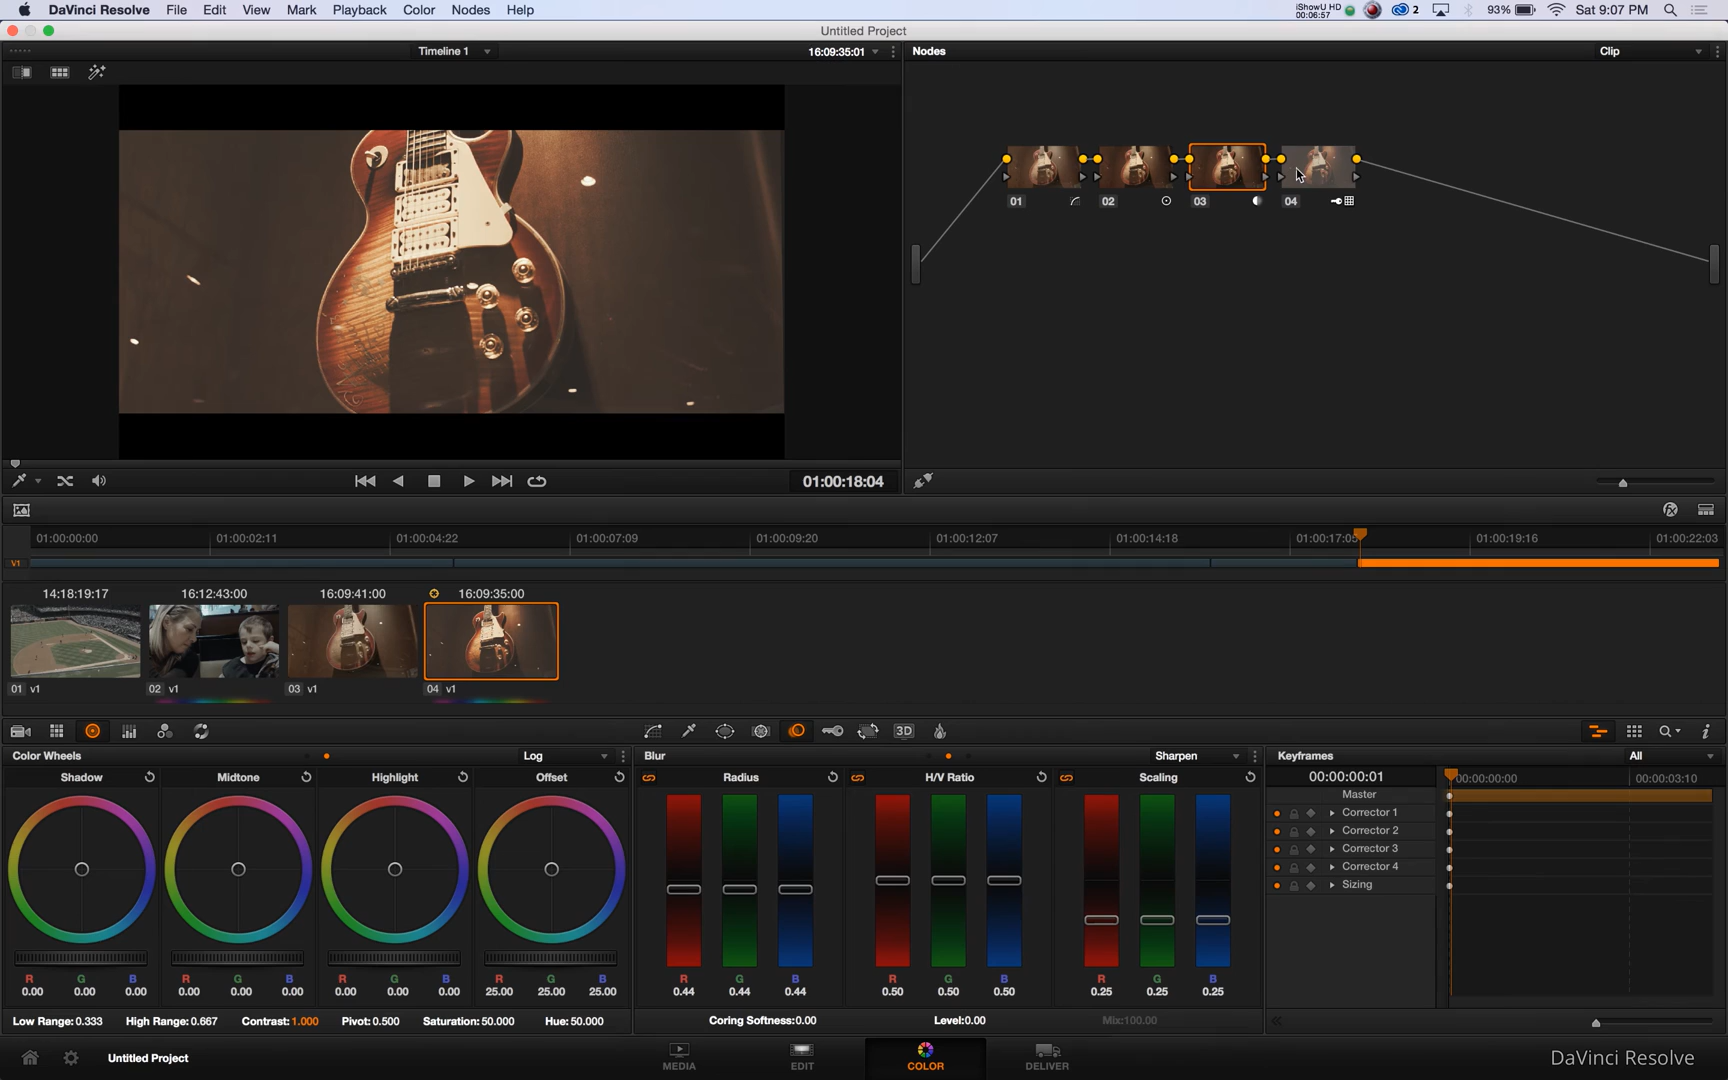 DaVinci Resolve File Edit View Mark Playback Color Nodes Help iShowU HD 00:06:57 2 93% Sat 9:07 PM
Untitled Project
Timeline 1 16:09:35:01 Nodes Clip
01 02 03 04
01:00:18:04
01:00:00:00 01:00:02:11 01:00:04:22 01:00:07:09 01:00:09:20 01:00:12:07 01:00:14:18 01:00:17:05 01:00:19:16 01:00:22:03
V1
14:18:19:17 16:12:43:00 16:09:41:00 16:09:35:00
01 v1 02 v1 03 v1 04 v1
3D
Color Wheels Log Blur Sharpen Keyframes All
Shadow Midtone Highlight Offset Radius H/V Ratio Scaling 00:00:00:01 00:00:00:00 00:00:03:10
Master
Corrector 1
Corrector 2
Corrector 3
Corrector 4
Sizing
R G B R G B R G B R G B R G B R G B R G B
0.00 0.00 0.00 0.00 0.00 0.00 0.00 0.00 0.00 25.00 25.00 25.00 0.44 0.44 0.44 0.50 0.50 0.50 0.25 0.25 0.25
Low Range:0.333 High Range:0.667 Contrast:1.000 Pivot:0.500 Saturation:50.000 Hue:50.000 Coring Softness:0.00 Level:0.00 Mix:100.00
Untitled Project MEDIA EDIT COLOR DELIVER DaVinci Resolve